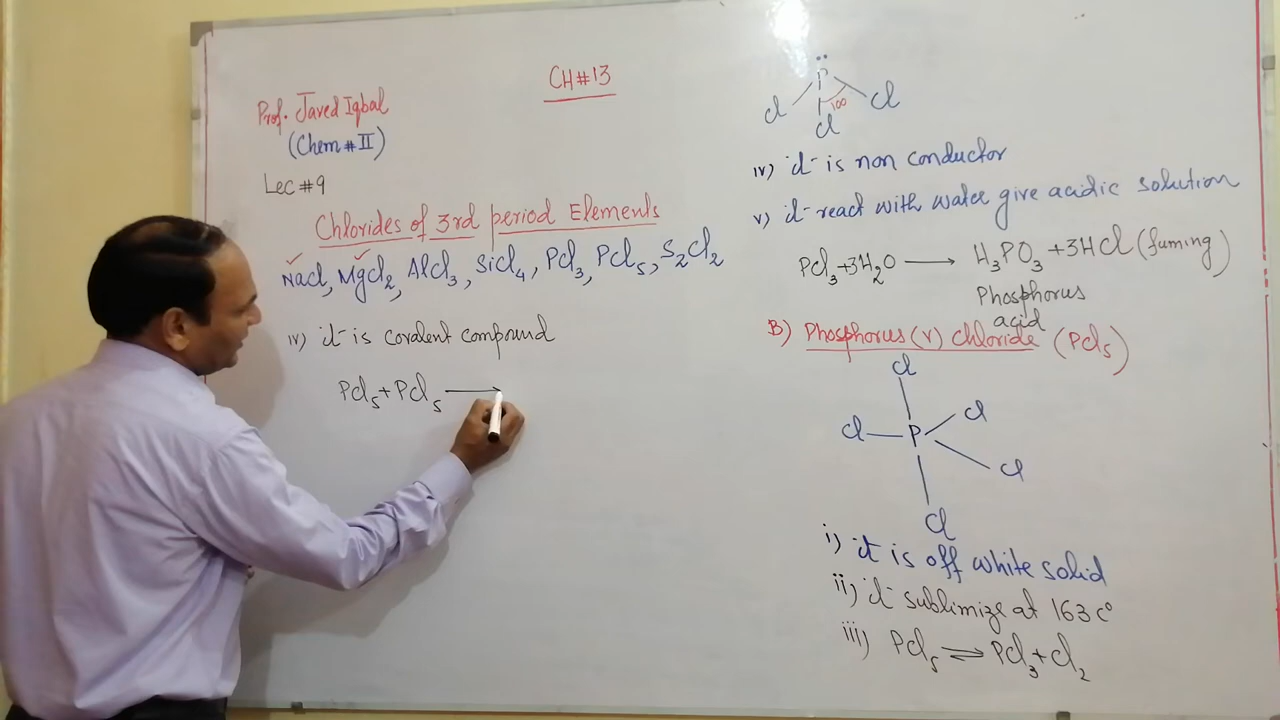 CH#13
Prof. Javed Iqbal
(Chem # II)
Lec #9
Chlorides of 3rd period Elements
NaCl, MgCl₂, AlCl₃, SiCl₄, PCl₃, PCl₅, S₂Cl₂
iv) it is covalent compound
PCl₅+PCl₅ ⟶
P
Cl Cl
100
Cl
iv) it is non conductor
v) it react with water give acidic solution
PCl₃+3H₂O ⟶ H₃PO₃+3HCl (fuming)
Phosphorus
acid
B) Phosphorus (v) chloride (PCl₅)
Cl
Cl P Cl
Cl
Cl
i) it is off white solid
ii) it sublimize at 163 c°
iii) PCl₅ ⇌ PCl₃+Cl₂